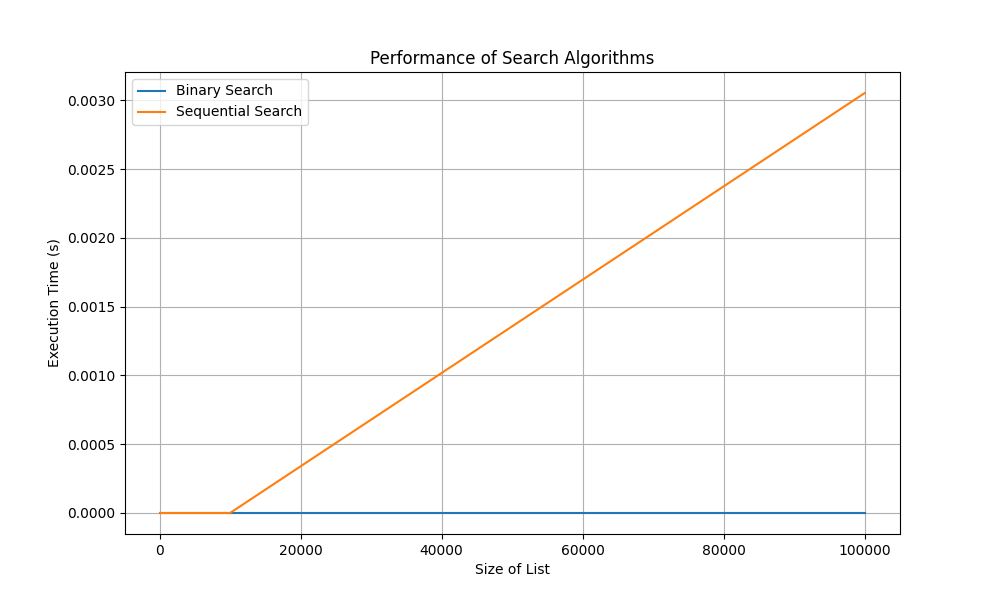 Performance of Search Algorithms
Binary Search
Sequential Search
0.0030
0.0025
0.0020
0.0015
0.0010
0.0005
0.0000
Execution Time (s)
0 20000 40000 60000 80000 100000
Size of List